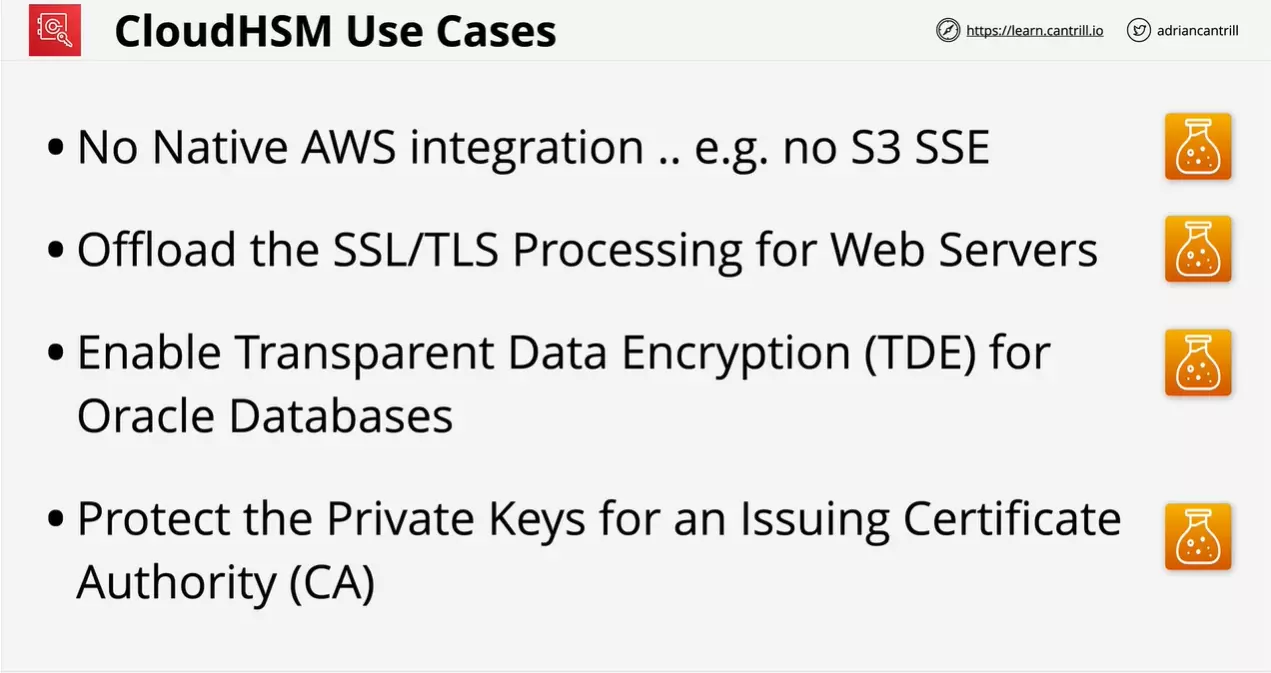 CloudHSM Use Cases
https://learn.cantrill.io
adriancantrill
• No Native AWS integration .. e.g. no S3 SSE
• Offload the SSL/TLS Processing for Web Servers
• Enable Transparent Data Encryption (TDE) for
Oracle Databases
• Protect the Private Keys for an Issuing Certificate
Authority (CA)